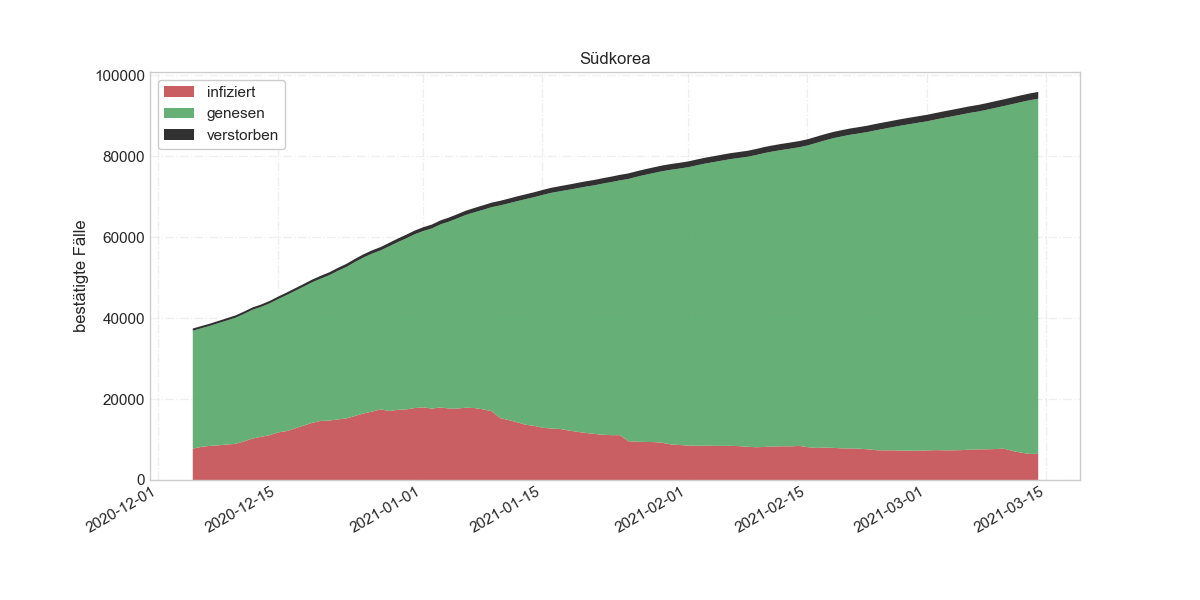 Südkorea
100000
80000
60000
40000
20000
0
bestätigte Fälle
infiziert
genesen
verstorben
2020-12-01
2020-12-15
2021-01-01
2021-01-15
2021-02-01
2021-02-15
2021-03-01
2021-03-15